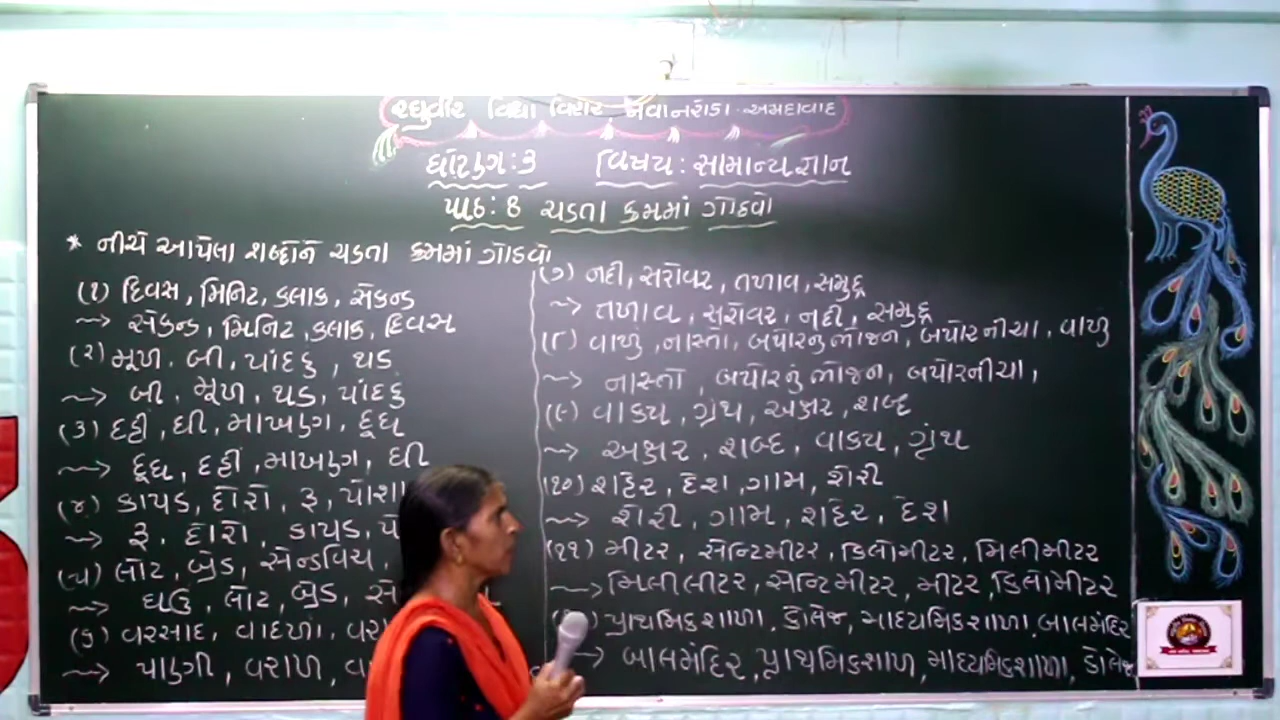 રઘુવીર વિદ્યા વિહાર નવાનરોડા - અમદાવાદ
ધોરણ : ૩ વિષય : સામાન્ય જ્ઞાન
પાઠ : 8 ચડતા ક્રમમાં ગોઠવો
* નીચે આપેલા શબ્દોને ચડતા ક્રમમાં ગોઠવો
(૧) દિવસ, મિનિટ, કલાક, સેકન્ડ
~> સેકન્ડ, મિનિટ, કલાક, દિવસ
(૨) મૂળ, બી, પાંદડું, થડ
~> બી, મૂળ, થડ, પાંદડું
(૩) દહીં, ઘી, માખણ, દૂધ
~> દૂધ, દહીં, માખણ, ઘી
(૪) કાપડ, દોરો, રૂ,
~> રૂ, દોરો, કાપડ,
(૫) લોટ, બ્રેડ, સેન્ડવિચ,
~> ઘઉં, લોટ, બ્રેડ,
(૬) વરસાદ, વાદળાં,
~> પાણી, વરાળ,
(૭) નદી, સરોવર, તળાવ, સમુદ્ર
~> તળાવ, સરોવર, નદી, સમુદ્ર
(૮) વાળું, નાસ્તો, બપોરનું ભોજન, બપોરનીચા, વાળું
~> નાસ્તો, બપોરનું ભોજન, બપોરનીચા,
(૯) વાક્ય, ગ્રંથ, અક્ષર, શબ્દ
~> અક્ષર, શબ્દ, વાક્ય, ગ્રંથ
(૧૦) શહેર, દેશ, ગામ, શેરી
~> શેરી, ગામ, શહેર, દેશ
(૧૧) મીટર, સેન્ટિમીટર, કિલોમીટર, મિલીમીટર
~> મિલીલીટર, સેન્ટિમીટર, મીટર, કિલોમીટર
પ્રાથમિકશાળા, કોલેજ, માધ્યમિકશાળા, બાલમંદિર
~> બાલમંદિર, પ્રાથમિકશાળ, માધ્યમિકશાળા, કોલેજ